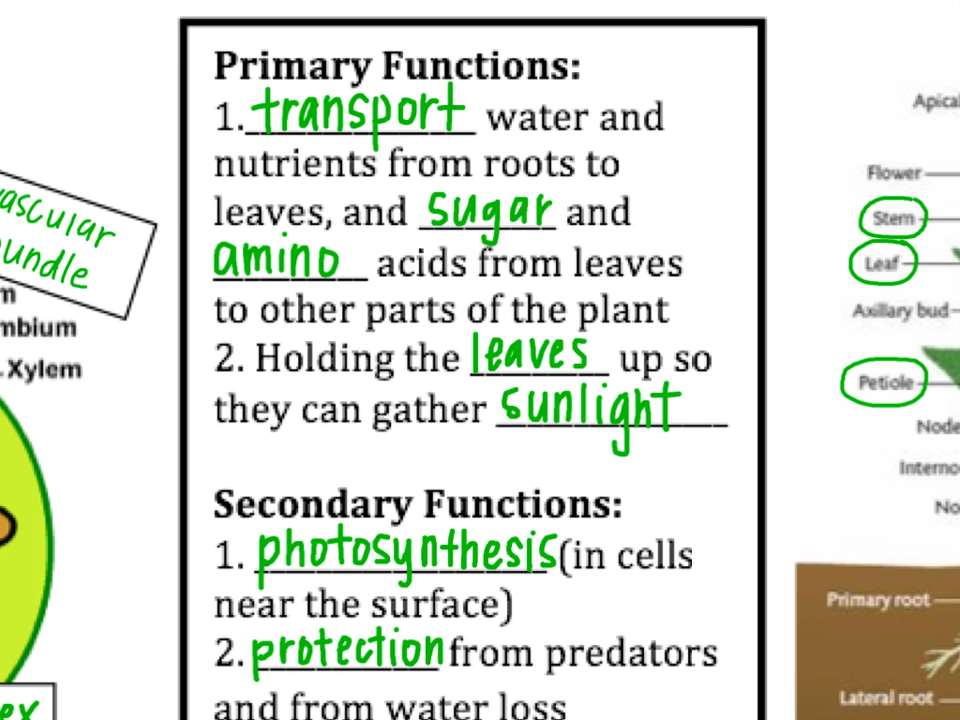 vascular
bundle
mbium
Xylem
Primary Functions:
1. transport water and
nutrients from roots to
leaves, and sugar and
amino acids from leaves
to other parts of the plant
2. Holding the leaves up so
they can gather sunlight
Secondary Functions:
1. photosynthesis (in cells
near the surface)
2. protection from predators
and from water loss
Apical
Flower
Stem
Leaf
Axillary bud
Petiole
Node
Interno
No
Primary root
Lateral root